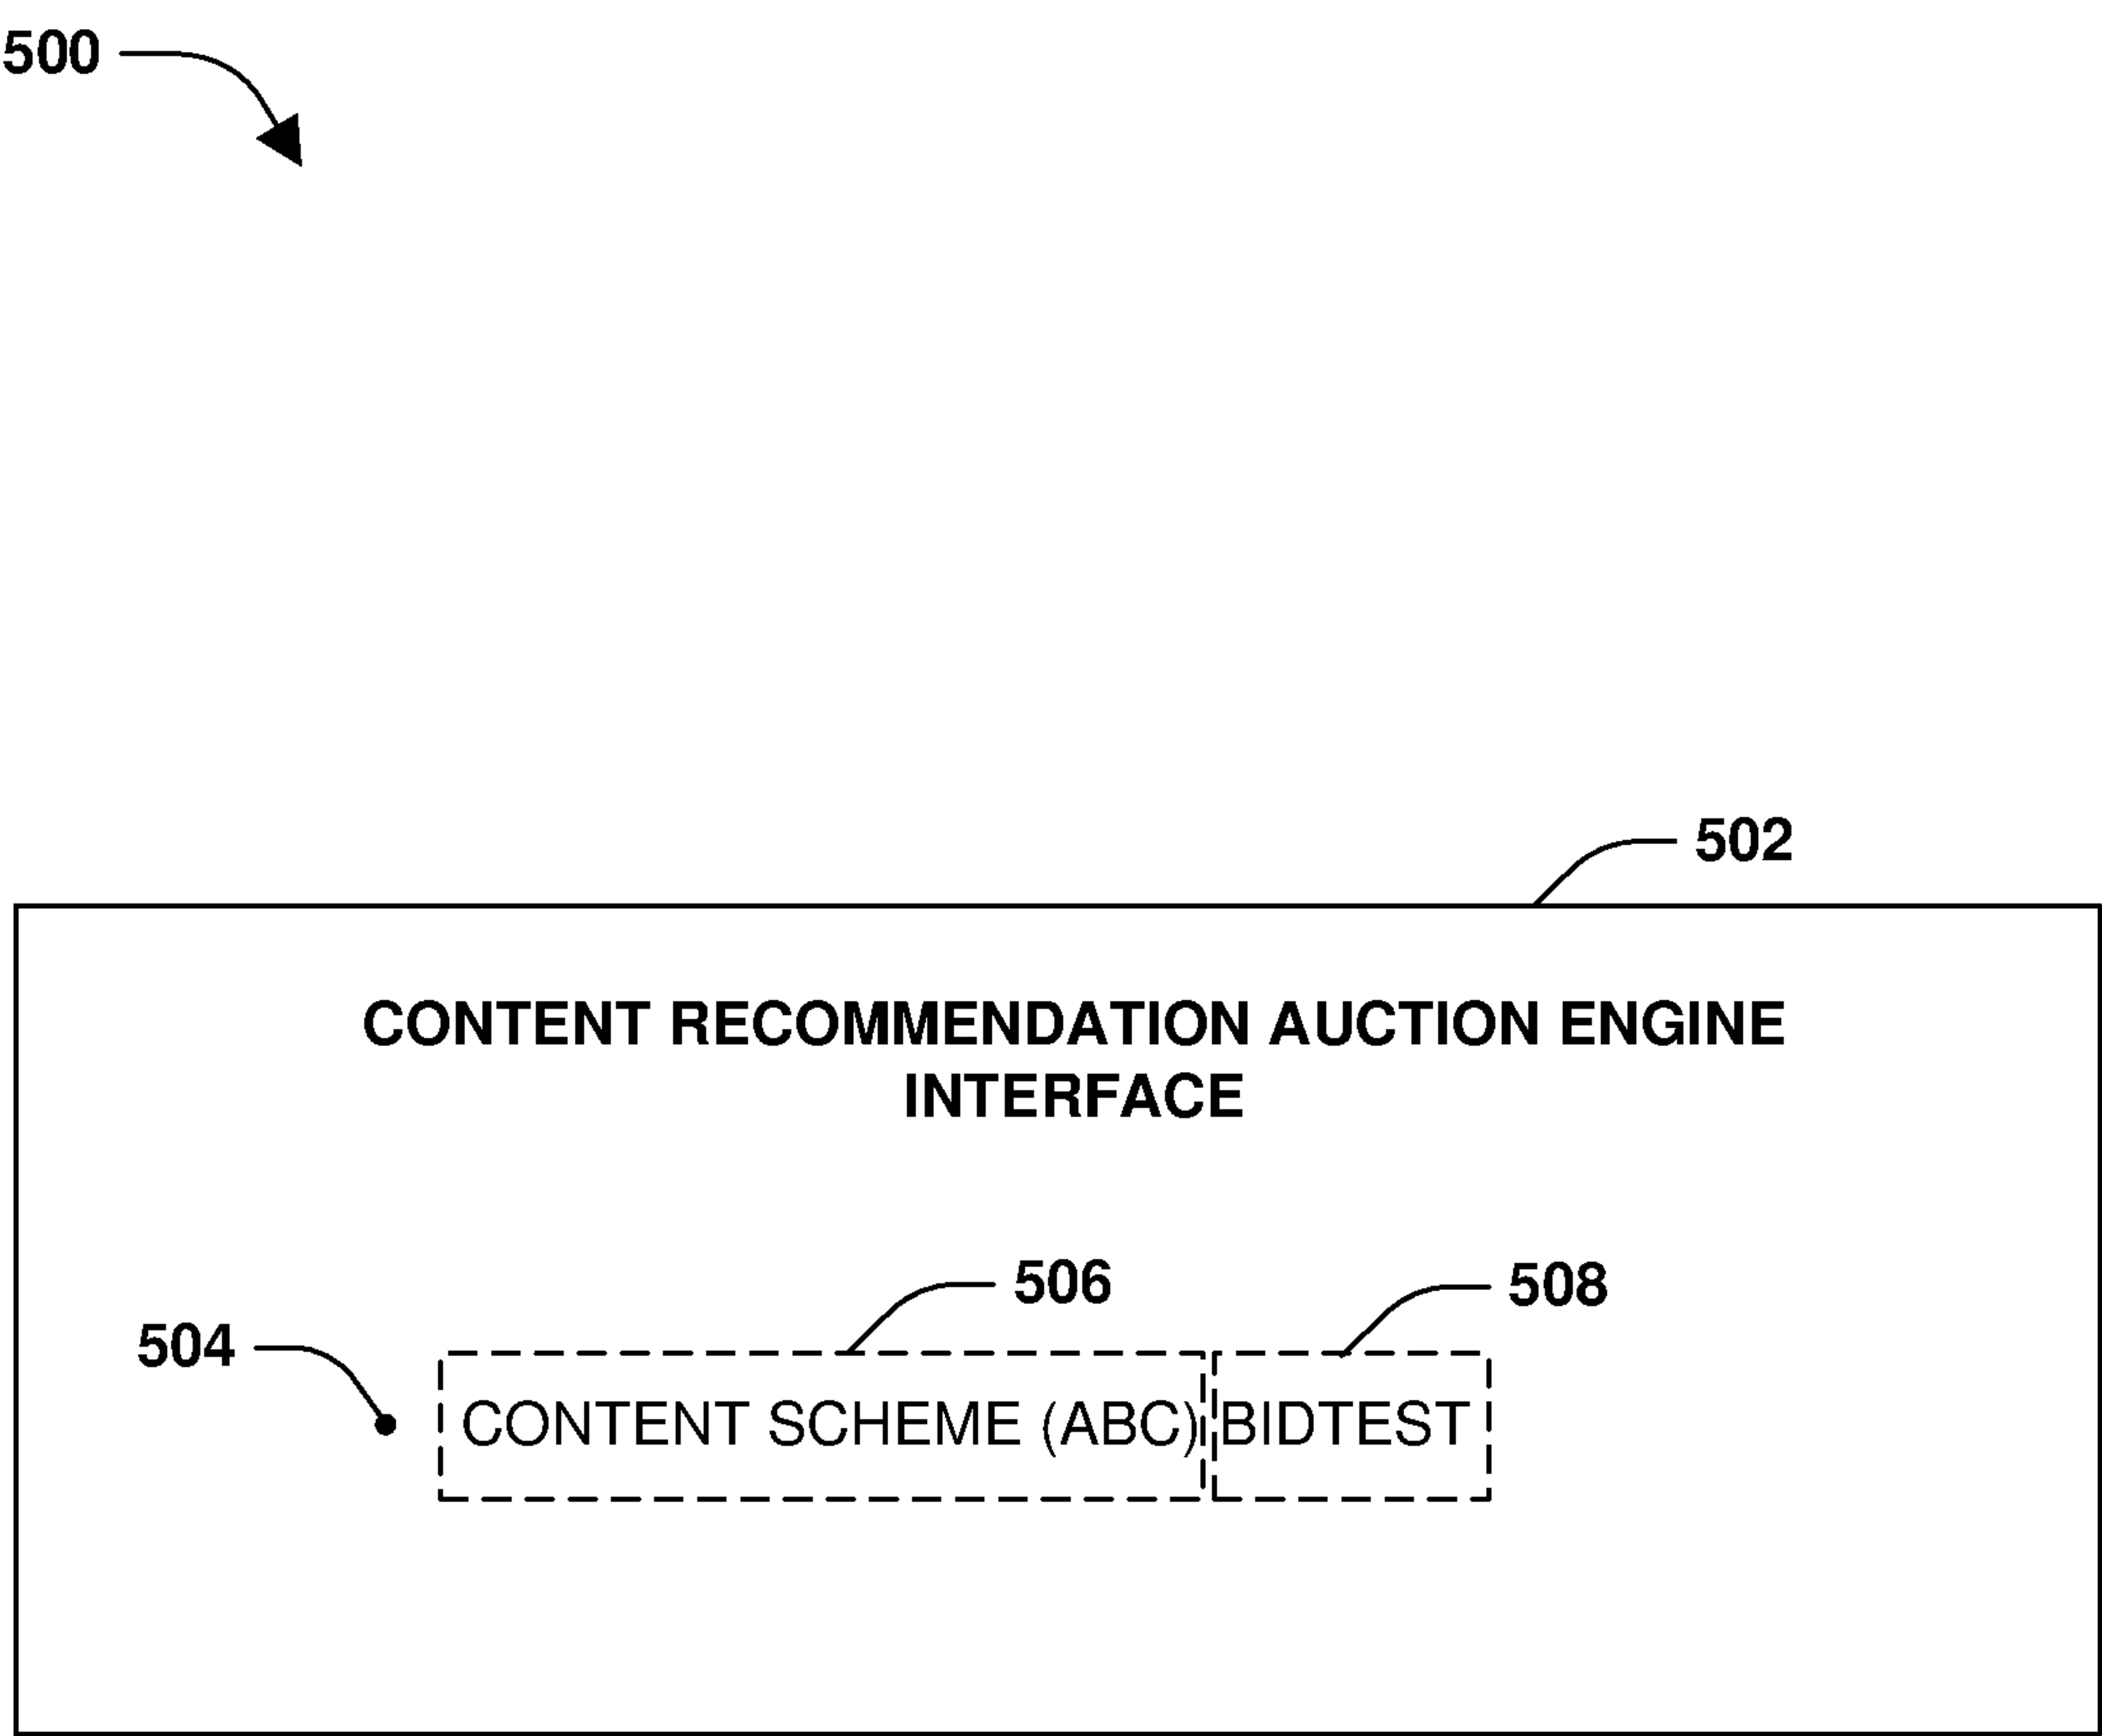 500
502
CONTENT RECOMMENDATION AUCTION ENGINE
INTERFACE
506
508
504
CONTENT SCHEME (ABC) BIDTEST